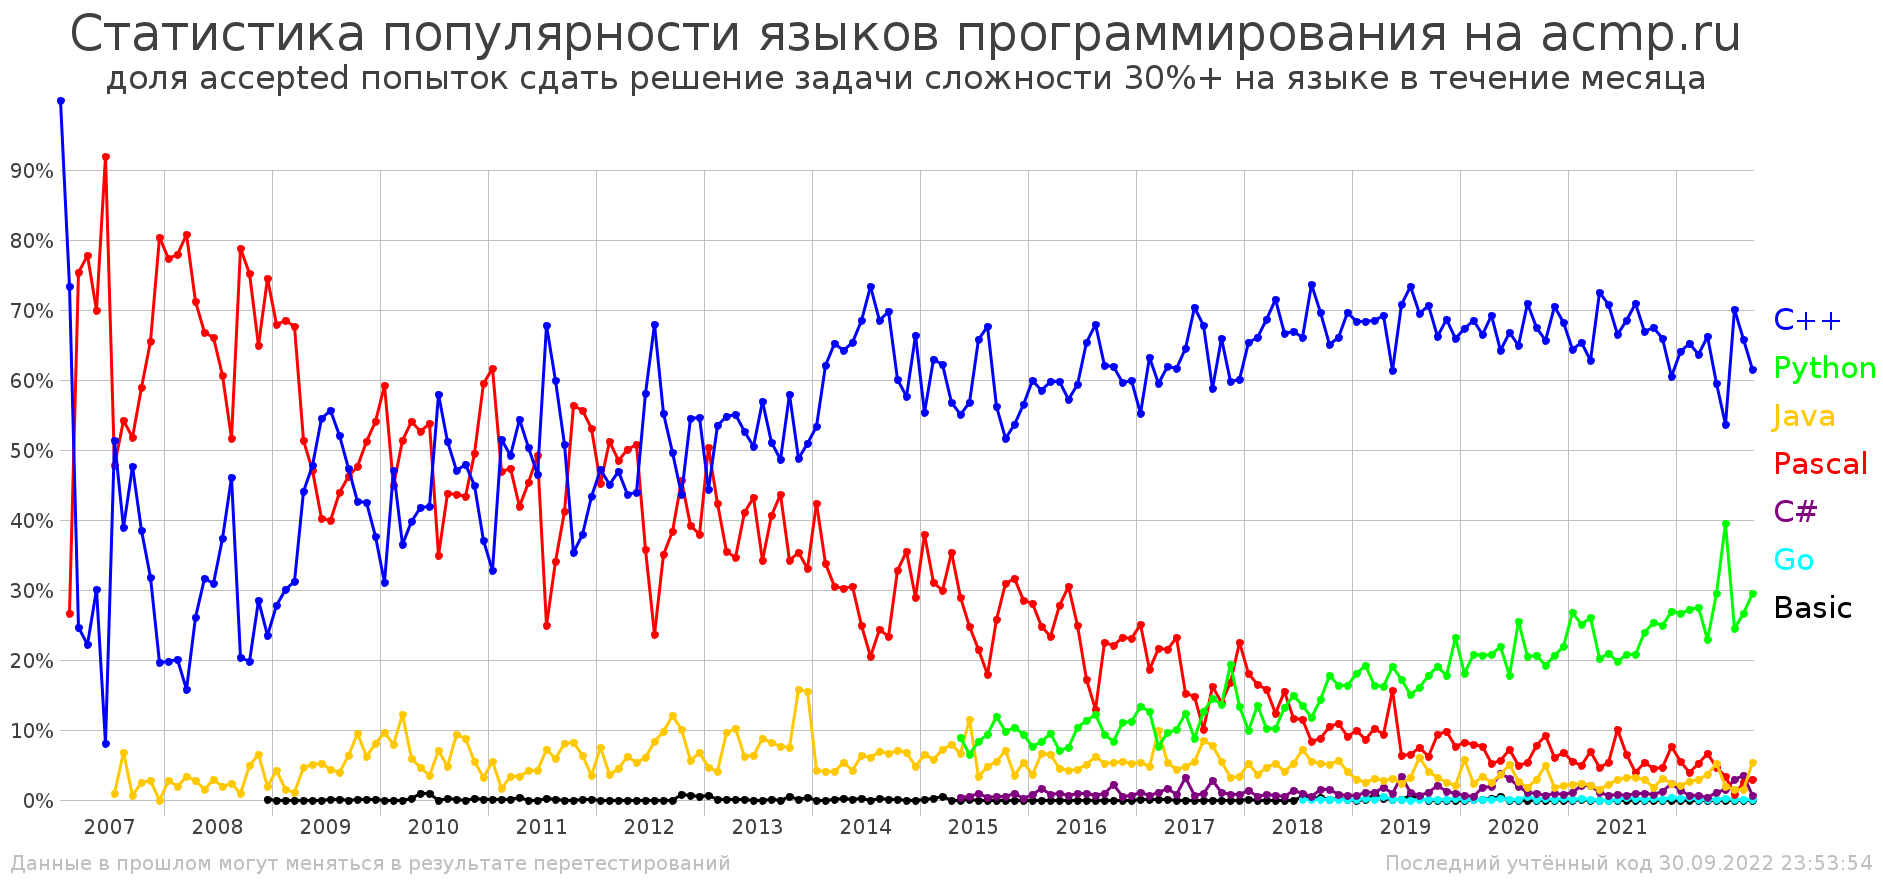 Статистика популярности языков программирования на acmp.ru
доля accepted попыток сдать решение задачи сложности 30%+ на языке в течение месяца
90%
80%
70%
60%
50%
40%
30%
20%
10%
0%
2007 2008 2009 2010 2011 2012 2013 2014 2015 2016 2017 2018 2019 2020 2021
C++
Python
Java
Pascal
C#
Go
Basic
Данные в прошлом могут меняться в результате перетестирований
Последний учтённый код 30.09.2022 23:53:54